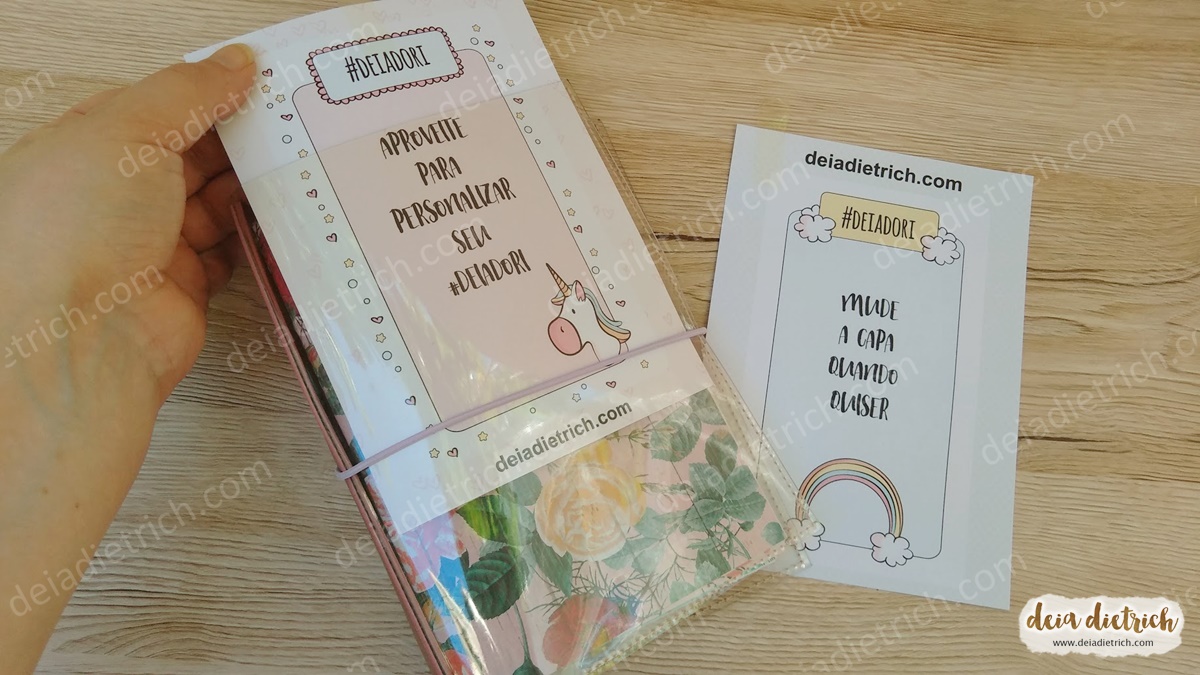 #DEIADORI
APROVEITE
PARA
PERSONALIZAR
SEU
#DEIADORI
deiadietrich.com
deiadietrich.com
#DEIADORI
MUDE
A CAPA
QUANDO
QUISER
deia dietrich
www.deiadietrich.com